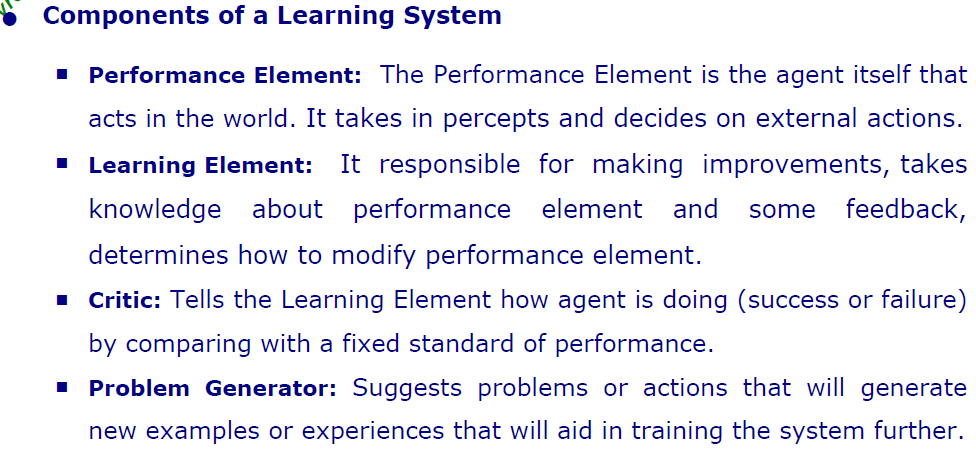 Components of a Learning System
Performance Element: The Performance Element is the agent itself that
acts in the world. It takes in percepts and decides on external actions.
Learning Element: It responsible for making improvements, takes
knowledge about performance element and some feedback,
determines how to modify performance element.
Critic: Tells the Learning Element how agent is doing (success or failure)
by comparing with a fixed standard of performance.
Problem Generator: Suggests problems or actions that will generate
new examples or experiences that will aid in training the system further.